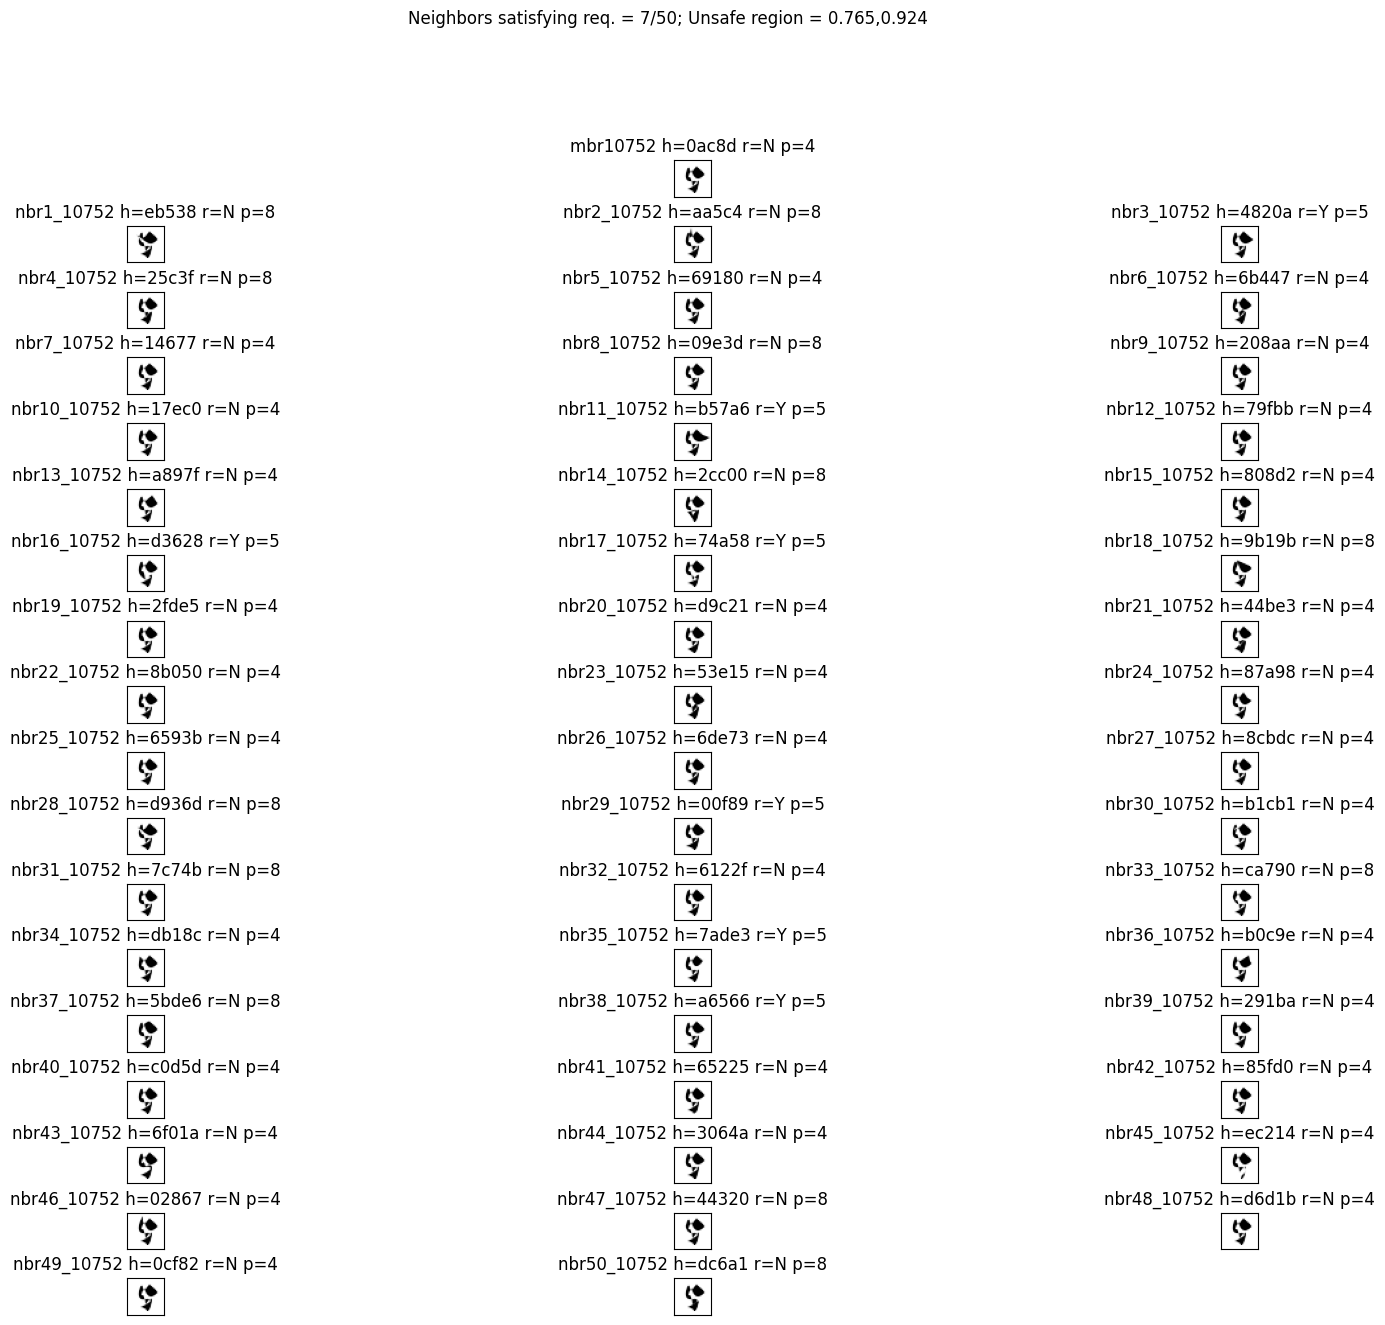 Neighbors satisfying req. = 7/50; Unsafe region = 0.765,0.924
mbr10752 h=0ac8d r=N p=4
nbr1_10752 h=eb538 r=N p=8
nbr2_10752 h=aa5c4 r=N p=8
nbr3_10752 h=4820a r=Y p=5
nbr4_10752 h=25c3f r=N p=8
nbr5_10752 h=69180 r=N p=4
nbr6_10752 h=6b447 r=N p=4
nbr7_10752 h=14677 r=N p=4
nbr8_10752 h=09e3d r=N p=8
nbr9_10752 h=208aa r=N p=4
nbr10_10752 h=17ec0 r=N p=4
nbr11_10752 h=b57a6 r=Y p=5
nbr12_10752 h=79fbb r=N p=4
nbr13_10752 h=a897f r=N p=4
nbr14_10752 h=2cc00 r=N p=8
nbr15_10752 h=808d2 r=N p=4
nbr16_10752 h=d3628 r=Y p=5
nbr17_10752 h=74a58 r=Y p=5
nbr18_10752 h=9b19b r=N p=8
nbr19_10752 h=2fde5 r=N p=4
nbr20_10752 h=d9c21 r=N p=4
nbr21_10752 h=44be3 r=N p=4
nbr22_10752 h=8b050 r=N p=4
nbr23_10752 h=53e15 r=N p=4
nbr24_10752 h=87a98 r=N p=4
nbr25_10752 h=6593b r=N p=4
nbr26_10752 h=6de73 r=N p=4
nbr27_10752 h=8cbdc r=N p=4
nbr28_10752 h=d936d r=N p=8
nbr29_10752 h=00f89 r=Y p=5
nbr30_10752 h=b1cb1 r=N p=4
nbr31_10752 h=7c74b r=N p=8
nbr32_10752 h=6122f r=N p=4
nbr33_10752 h=ca790 r=N p=8
nbr34_10752 h=db18c r=N p=4
nbr35_10752 h=7ade3 r=Y p=5
nbr36_10752 h=b0c9e r=N p=4
nbr37_10752 h=5bde6 r=N p=8
nbr38_10752 h=a6566 r=Y p=5
nbr39_10752 h=291ba r=N p=4
nbr40_10752 h=c0d5d r=N p=4
nbr41_10752 h=65225 r=N p=4
nbr42_10752 h=85fd0 r=N p=4
nbr43_10752 h=6f01a r=N p=4
nbr44_10752 h=3064a r=N p=4
nbr45_10752 h=ec214 r=N p=4
nbr46_10752 h=02867 r=N p=4
nbr47_10752 h=44320 r=N p=8
nbr48_10752 h=d6d1b r=N p=4
nbr49_10752 h=0cf82 r=N p=4
nbr50_10752 h=dc6a1 r=N p=8